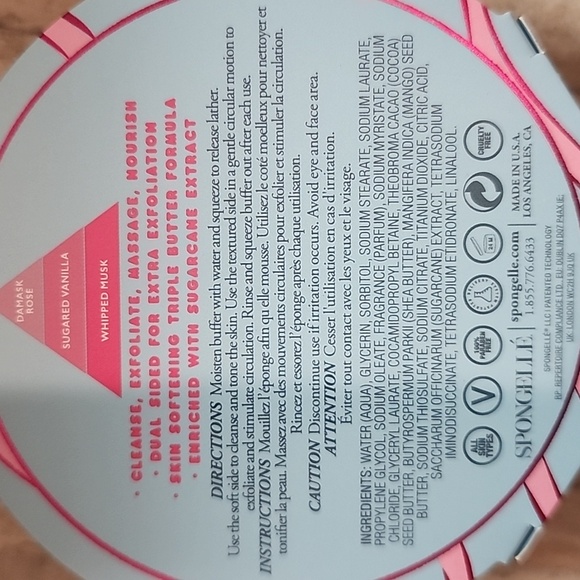 DAMASK
ROSE
SUGARED VANILLA
WHIPPED MUSK
• CLEANSE, EXFOLIATE, MASSAGE, NOURISH
• DUAL SIDED FOR EXTRA EXFOLIATION
• SKIN SOFTENING TRIPLE BUTTER FORMULA
• ENRICHED WITH SUGARCANE EXTRACT
DIRECTIONS Moisten buffer with water and squeeze to release lather.
Use the soft side to cleanse and tone the skin. Use the textured side in a gentle circular motion to
exfoliate and stimulate circulation. Rinse and squeeze buffer out after each use.
INSTRUCTIONS Mouillez l'éponge afin qu'elle mousse. Utilisez le coté moelleux pour nettoyer et
tonifier la peau. Massez avec des mouvements circulaires pour exfolier et stimuler la circulation.
Rincez et essorez l'éponge après chaque utilisation.
CAUTION Discontinue use if irritation occurs. Avoid eye and face area.
ATTENTION Cesser l'utilisation en cas d'irritation.
Éviter tout contact avec les yeux et le visage.
INGREDIENTS: WATER (AQUA), GLYCERIN, SORBITOL, SODIUM STEARATE, SODIUM LAURATE,
PROPYLENE GLYCOL, SODIUM OLEATE, FRAGRANCE (PARFUM), SODIUM MYRISTATE, SODIUM
CHLORIDE, GLYCERYL LAURATE, COCAMIDOPROPYL BETAINE, THEOBROMA CACAO (COCOA)
SEED BUTTER, BUTYROSPERMUM PARKII (SHEA BUTTER), MANGIFERA INDICA (MANGO) SEED
BUTTER, SODIUM THIOSULFATE, SODIUM CITRATE, TITANIUM DIOXIDE, CITRIC ACID,
SACCHARUM OFFICINARUM (SUGARCANE) EXTRACT, TETRASODIUM
IMINODISUCCINATE, TETRASODIUM ETIDRONATE, LINALOOL.
ALL
SKIN
TYPES
V
100%
PARABEN
FREE
CRUELTY
FREE
SPONGELLÉ
spongelle.com
1.855.776.6433
MADE IN U.S.A.
LOS ANGELES, CA
SPONGELLE® LLC | PATENTED TECHNOLOGY